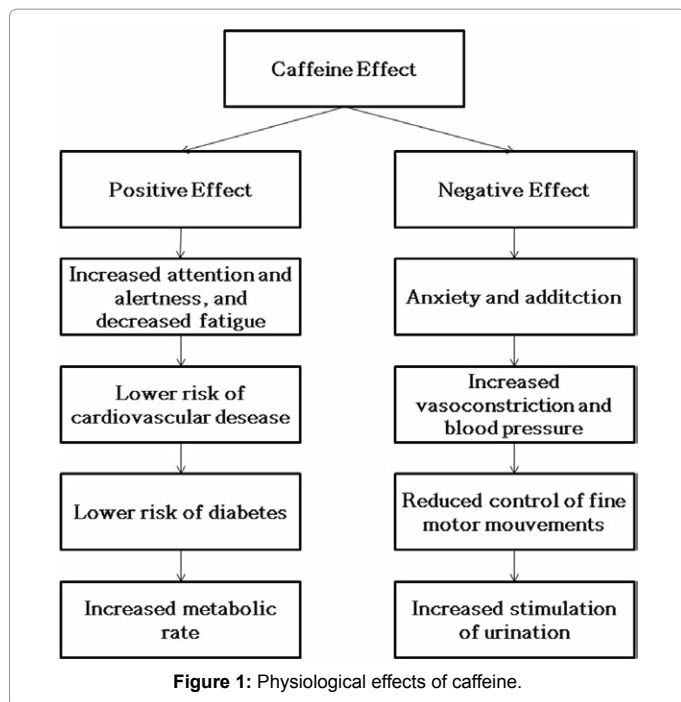 Caffeine Effect
Positive Effect
Increased attention and
alertness, and
decreased fatigue
Lower risk of
cardiovascular desease
Lower risk of diabetes
Increased metabolic
rate
Negative Effect
Anxiety and additction
Increased
vasoconstriction and
blood pressure
Reduced control of fine
motor mouvements
Increased stimulation
of urination
Figure 1: Physiological effects of caffeine.